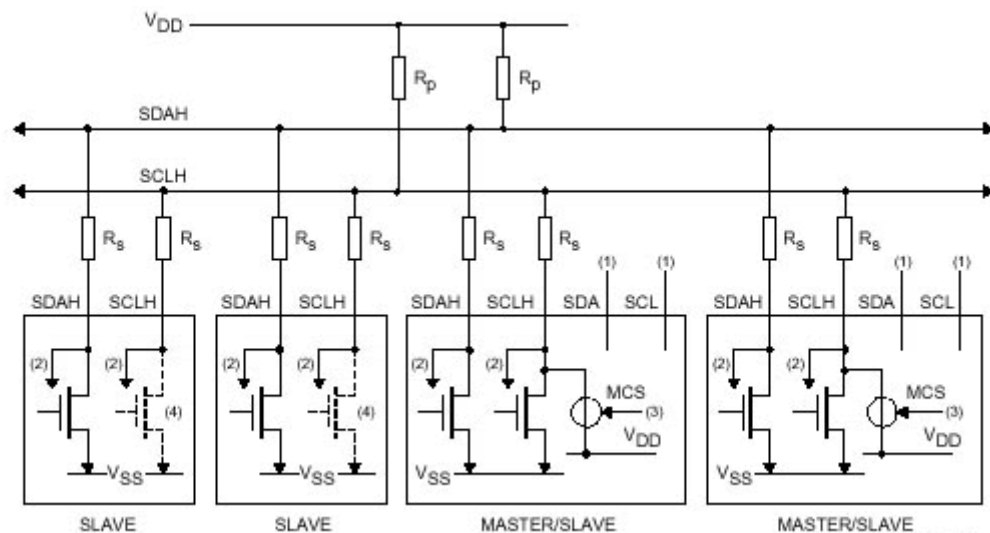 VDD
Rp Rp
SDAH
SCLH
Rs Rs Rs Rs Rs Rs Rs Rs
(1) (1) (1) (1)
SDAH SCLH SDAH SCLH SDAH SCLH SDA SCL SDAH SCLH SDA SCL
(2) (2) (2) (2) (2) (2) (2) (2)
MCS MCS
(4) (4) (3) (3)
VDD VDD
VSS VSS VSS VSS
SLAVE SLAVE MASTER/SLAVE MASTER/SLAVE